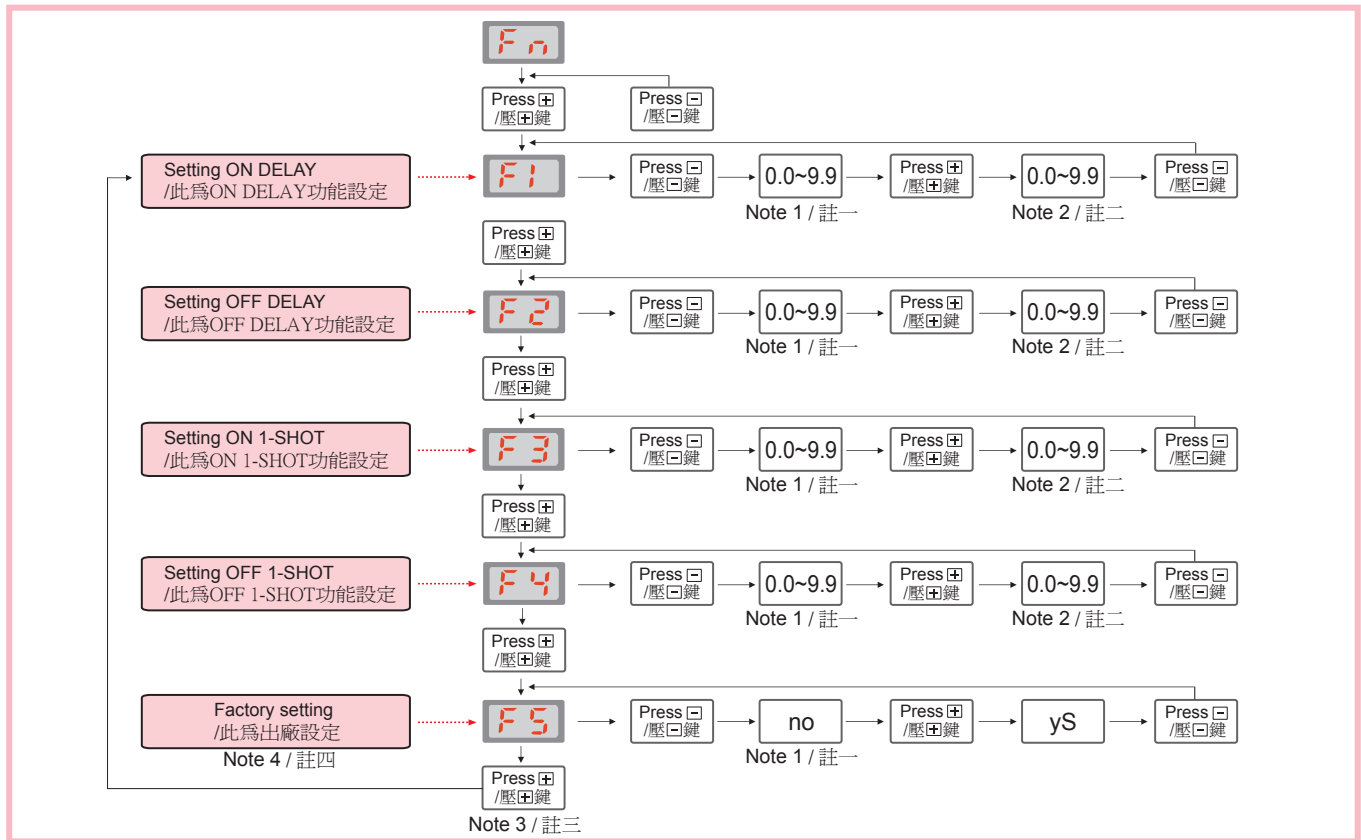 Fn
Press +
/壓+鍵
Press −
/壓−鍵
Setting ON DELAY
/此爲ON DELAY功能設定
F1
Press −
/壓−鍵
0.0~9.9
Note 1 / 註一
Press +
/壓+鍵
0.0~9.9
Note 2 / 註二
Press −
/壓−鍵
Press +
/壓+鍵
Setting OFF DELAY
/此爲OFF DELAY功能設定
F2
Press −
/壓−鍵
0.0~9.9
Note 1 / 註一
Press +
/壓+鍵
0.0~9.9
Note 2 / 註二
Press −
/壓−鍵
Press +
/壓+鍵
Setting ON 1-SHOT
/此爲ON 1-SHOT功能設定
F3
Press −
/壓−鍵
0.0~9.9
Note 1 / 註一
Press +
/壓+鍵
0.0~9.9
Note 2 / 註二
Press −
/壓−鍵
Press +
/壓+鍵
Setting OFF 1-SHOT
/此爲OFF 1-SHOT功能設定
F4
Press −
/壓−鍵
0.0~9.9
Note 1 / 註一
Press +
/壓+鍵
0.0~9.9
Note 2 / 註二
Press −
/壓−鍵
Press +
/壓+鍵
Factory setting
/此爲出廠設定
Note 4 / 註四
F5
Press −
/壓−鍵
no
Note 1 / 註一
Press +
/壓+鍵
yS
Press −
/壓−鍵
Press +
/壓+鍵
Note 3 / 註三